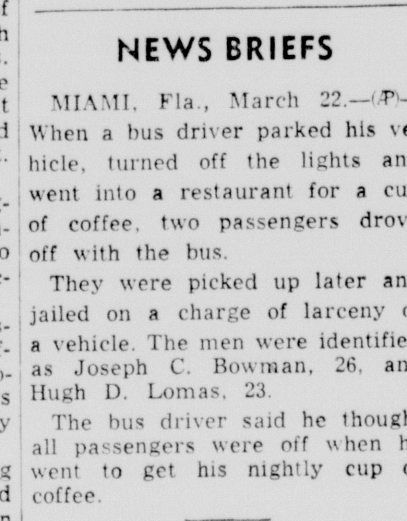 NEWS BRIEFS
MIAMI, Fla., March 22.—(AP)—
When a bus driver parked his ve
hicle, turned off the lights an
went into a restaurant for a cu
of coffee, two passengers drov
off with the bus.
They were picked up later an
jailed on a charge of larceny
a vehicle. The men were identifie
as Joseph C. Bowman, 26, an
Hugh D. Lomas, 23.
The bus driver said he though
all passengers were off when h
went to get his nightly cup
coffee.